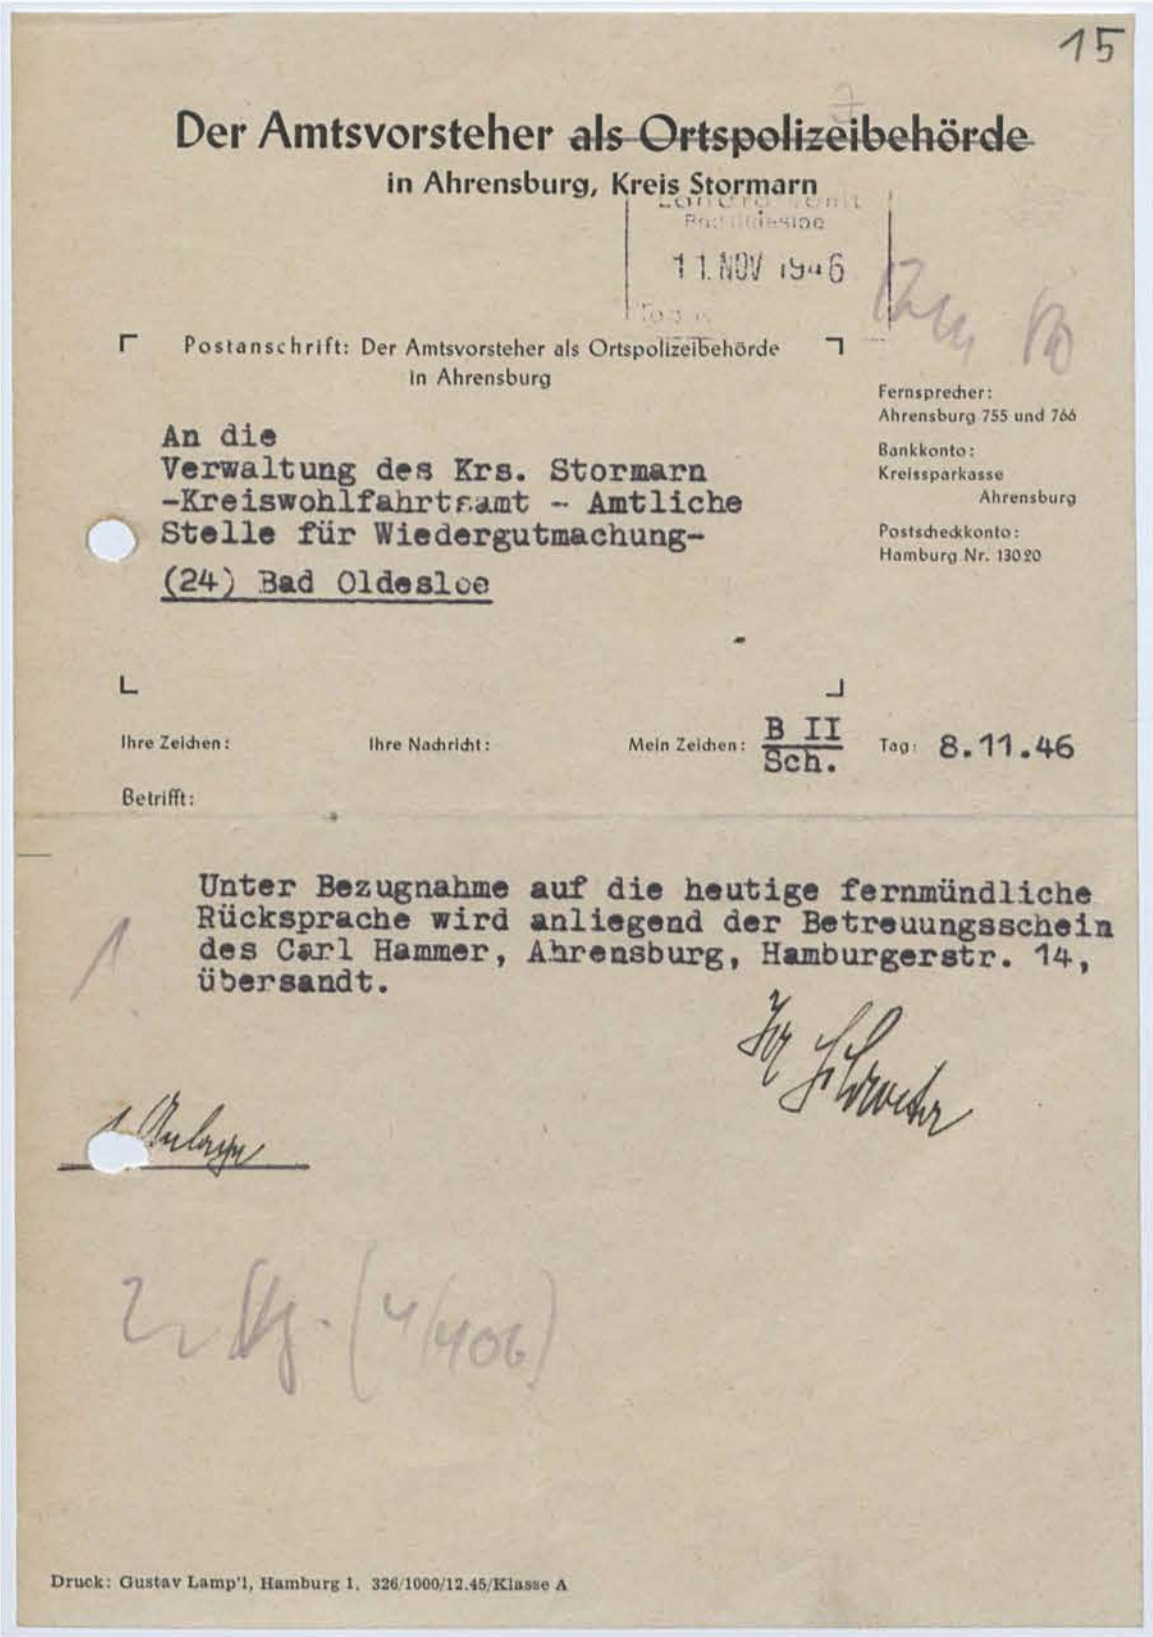 15
Der Amtsvorsteher als Ortspolizeibehörde
in Ahrensburg, Kreis Stormarn
11. NOV 1946
Postanschrift: Der Amtsvorsteher als Ortspolizeibehörde
in Ahrensburg
Fernsprecher:
Ahrensburg 755 und 766
Bankkonto:
Kreissparkasse
Ahrensburg
Postscheckkonto:
Hamburg Nr. 13020
An die
Verwaltung des Krs. Stormarn
-Kreiswohlfahrtsamt - Amtliche
Stelle für Wiedergutmachung-
(24) Bad Oldesloe
Ihre Zeichen: Ihre Nachricht: Mein Zeichen: B II
Sch. Tag: 8.11.46
Betrifft:
Unter Bezugnahme auf die heutige fernmündliche
Rücksprache wird anliegend der Betreuungsschein
des Carl Hammer, Ahrensburg, Hamburgerstr. 14,
übersandt.
1 Anlage
(4/406)
Druck: Gustav Lamp'l, Hamburg 1. 326/1000/12.45/Klasse A